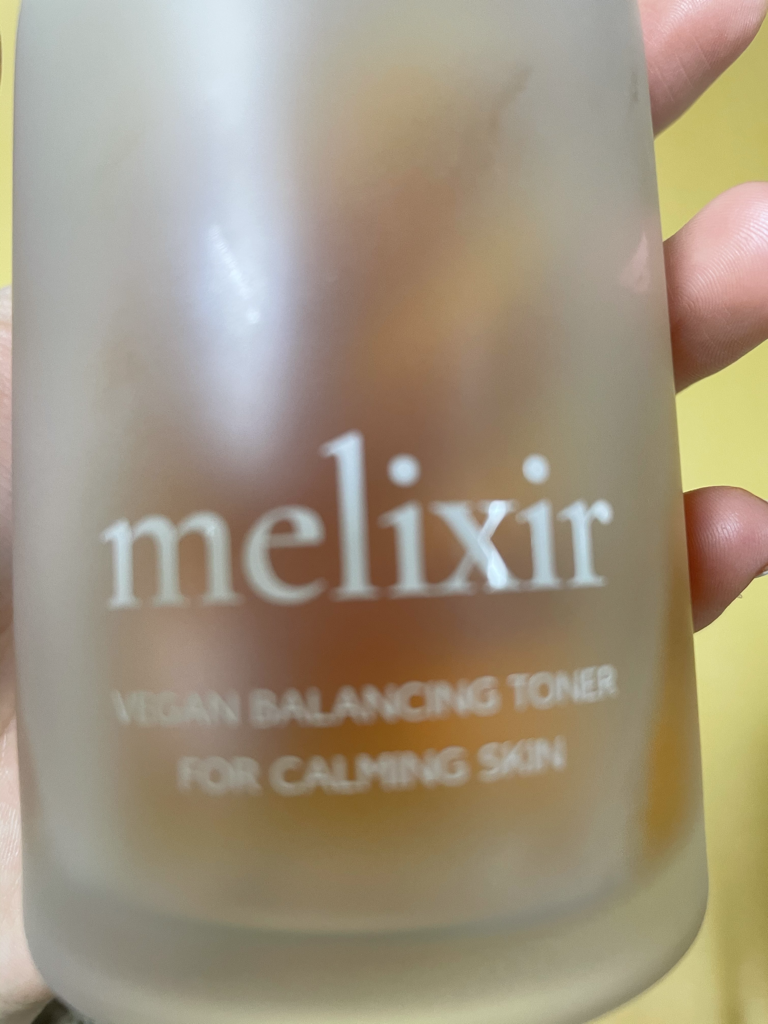 melixir
VEGAN BALANCING TONER
FOR CALMING SKIN